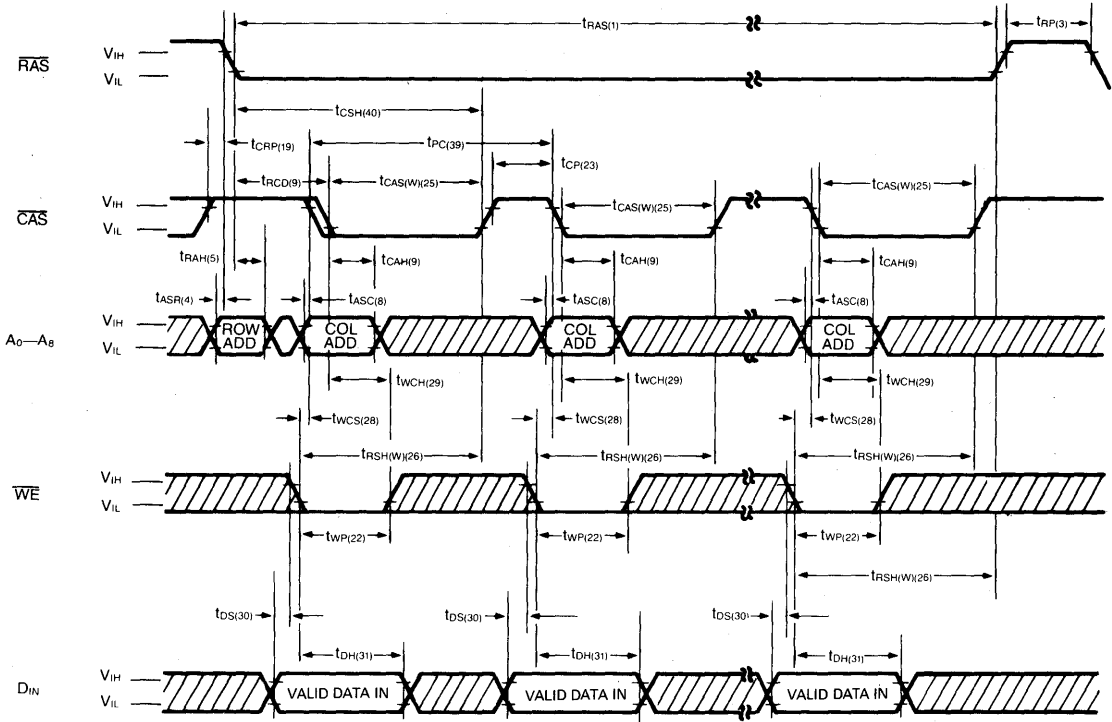 tRAS(1)
tRP(3)
RAS
VIH
VIL
tCSH(40)
tCRP(19)
tPC(39)
tCP(23)
tRCD(9)
tCAS(W)(25)
tCAS(W)(25)
tCAS(W)(25)
CAS
VIH
VIL
tRAH(5)
tCAH(9)
tCAH(9)
tCAH(9)
tASR(4)
tASC(8)
tASC(8)
tASC(8)
A0—A8
VIH
VIL
ROW ADD
COL ADD
COL ADD
COL ADD
tWCH(29)
tWCH(29)
tWCH(29)
tWCS(28)
tWCS(28)
tWCS(28)
tRSH(W)(26)
tRSH(W)(26)
tRSH(W)(26)
WE
VIH
VIL
tWP(22)
tWP(22)
tWP(22)
tRSH(W)(26)
tDS(30)
tDS(30)
tDS(30)
tDH(31)
tDH(31)
tDH(31)
DIN
VIH
VIL
VALID DATA IN
VALID DATA IN
VALID DATA IN